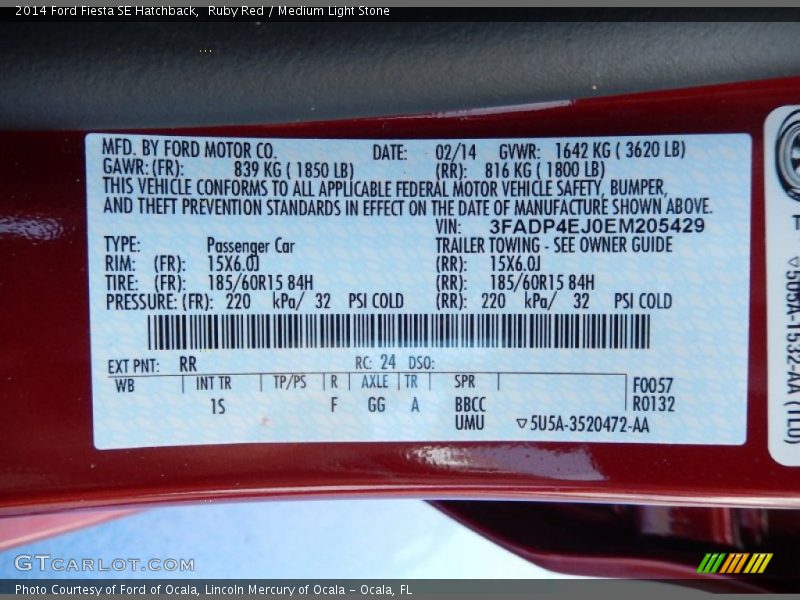 2014 Ford Fiesta SE Hatchback, Ruby Red / Medium Light Stone
MFD. BY FORD MOTOR CO. DATE: 02/14 GVWR: 1642 KG ( 3620 LB)
GAWR: (FR): 839 KG ( 1850 LB) (RR): 816 KG ( 1800 LB)
THIS VEHICLE CONFORMS TO ALL APPLICABLE FEDERAL MOTOR VEHICLE SAFETY, BUMPER,
AND THEFT PREVENTION STANDARDS IN EFFECT ON THE DATE OF MANUFACTURE SHOWN ABOVE.
VIN: 3FADP4EJ0EM205429
TYPE: Passenger Car TRAILER TOWING - SEE OWNER GUIDE
RIM: (FR): 15X6.0J (RR): 15X6.0J
TIRE: (FR): 185/60R15 84H (RR): 185/60R15 84H
PRESSURE: (FR): 220 kPa/ 32 PSI COLD (RR): 220 kPa/ 32 PSI COLD
EXT PNT: RR RC: 24 DSO:
WB INT TR TP/PS R AXLE TR SPR F0057
1S F GG A BBCC R0132
UMU ▽5U5A-3520472-AA
▽5U5A-1532-AA (1LD)
GTCARLOT.COM
Photo Courtesy of Ford of Ocala, Lincoln Mercury of Ocala - Ocala, FL